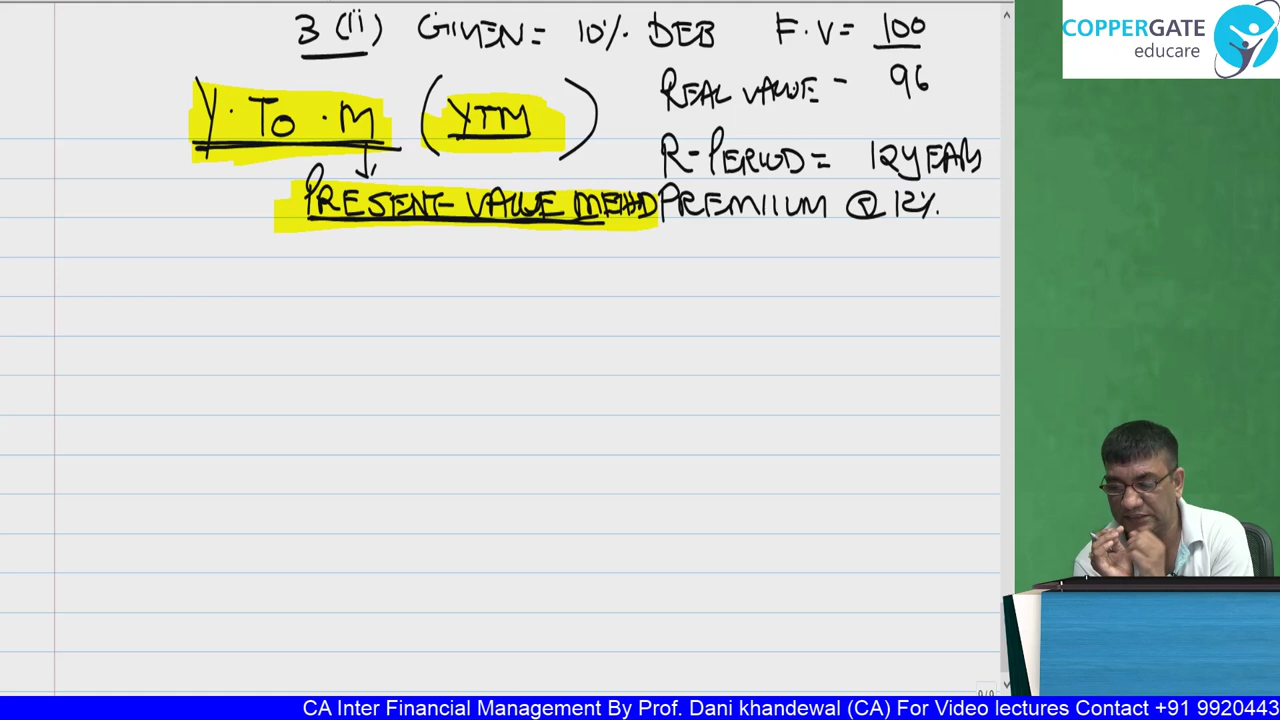 3 (ii) GIVEN = 10% DEB F.V = 100
REAL VALUE - 96
Y. To .M (YTM)
R-PERIOD = 12 YEARS
PRESENT VALUE METHOD PREMIUM @ 12%.
COPPERGATE
educare
CA Inter Financial Management By Prof. Dani khandewal (CA) For Video lectures Contact +91 9920443